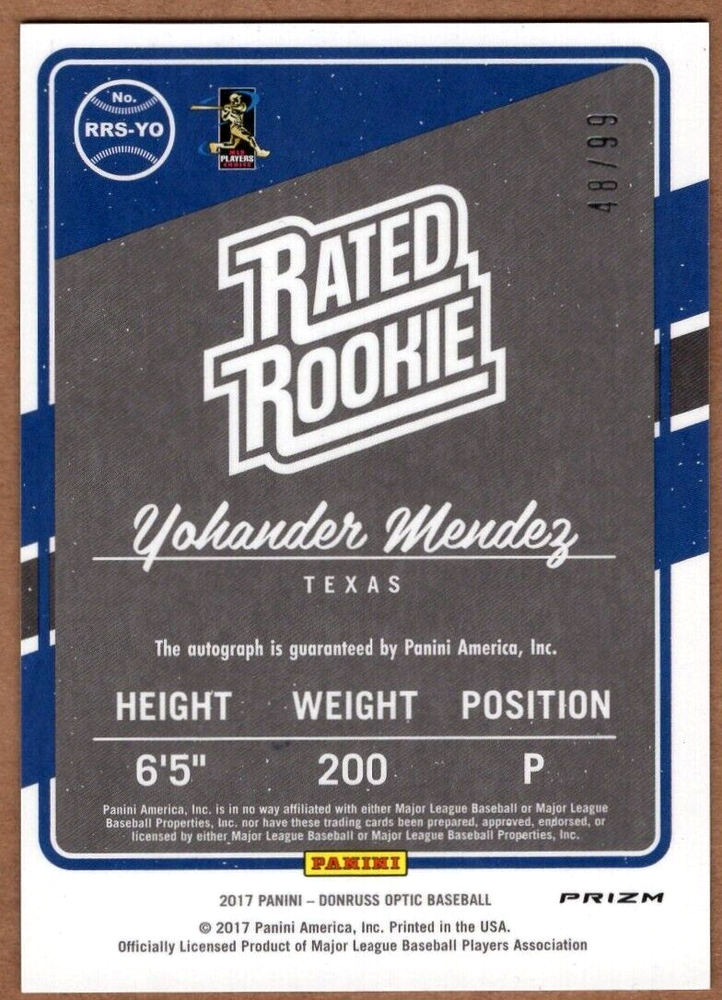 No.
RRS-YO
MLB
PLAYERS
CHOICE
48/99
RATED
ROOKIE
Yohander Mendez
TEXAS
The autograph is guaranteed by Panini America, Inc.
HEIGHT WEIGHT POSITION
6'5" 200 P
Panini America, Inc. is in no way affiliated with either Major League Baseball or Major League
Baseball Properties, Inc. nor have these trading cards been prepared, approved, endorsed, or
licensed by either Major League Baseball or Major League Baseball Properties, Inc.
PANINI
2017 PANINI – DONRUSS OPTIC BASEBALL
PRIZM
© 2017 Panini America, Inc. Printed in the USA.
Officially Licensed Product of Major League Baseball Players Association